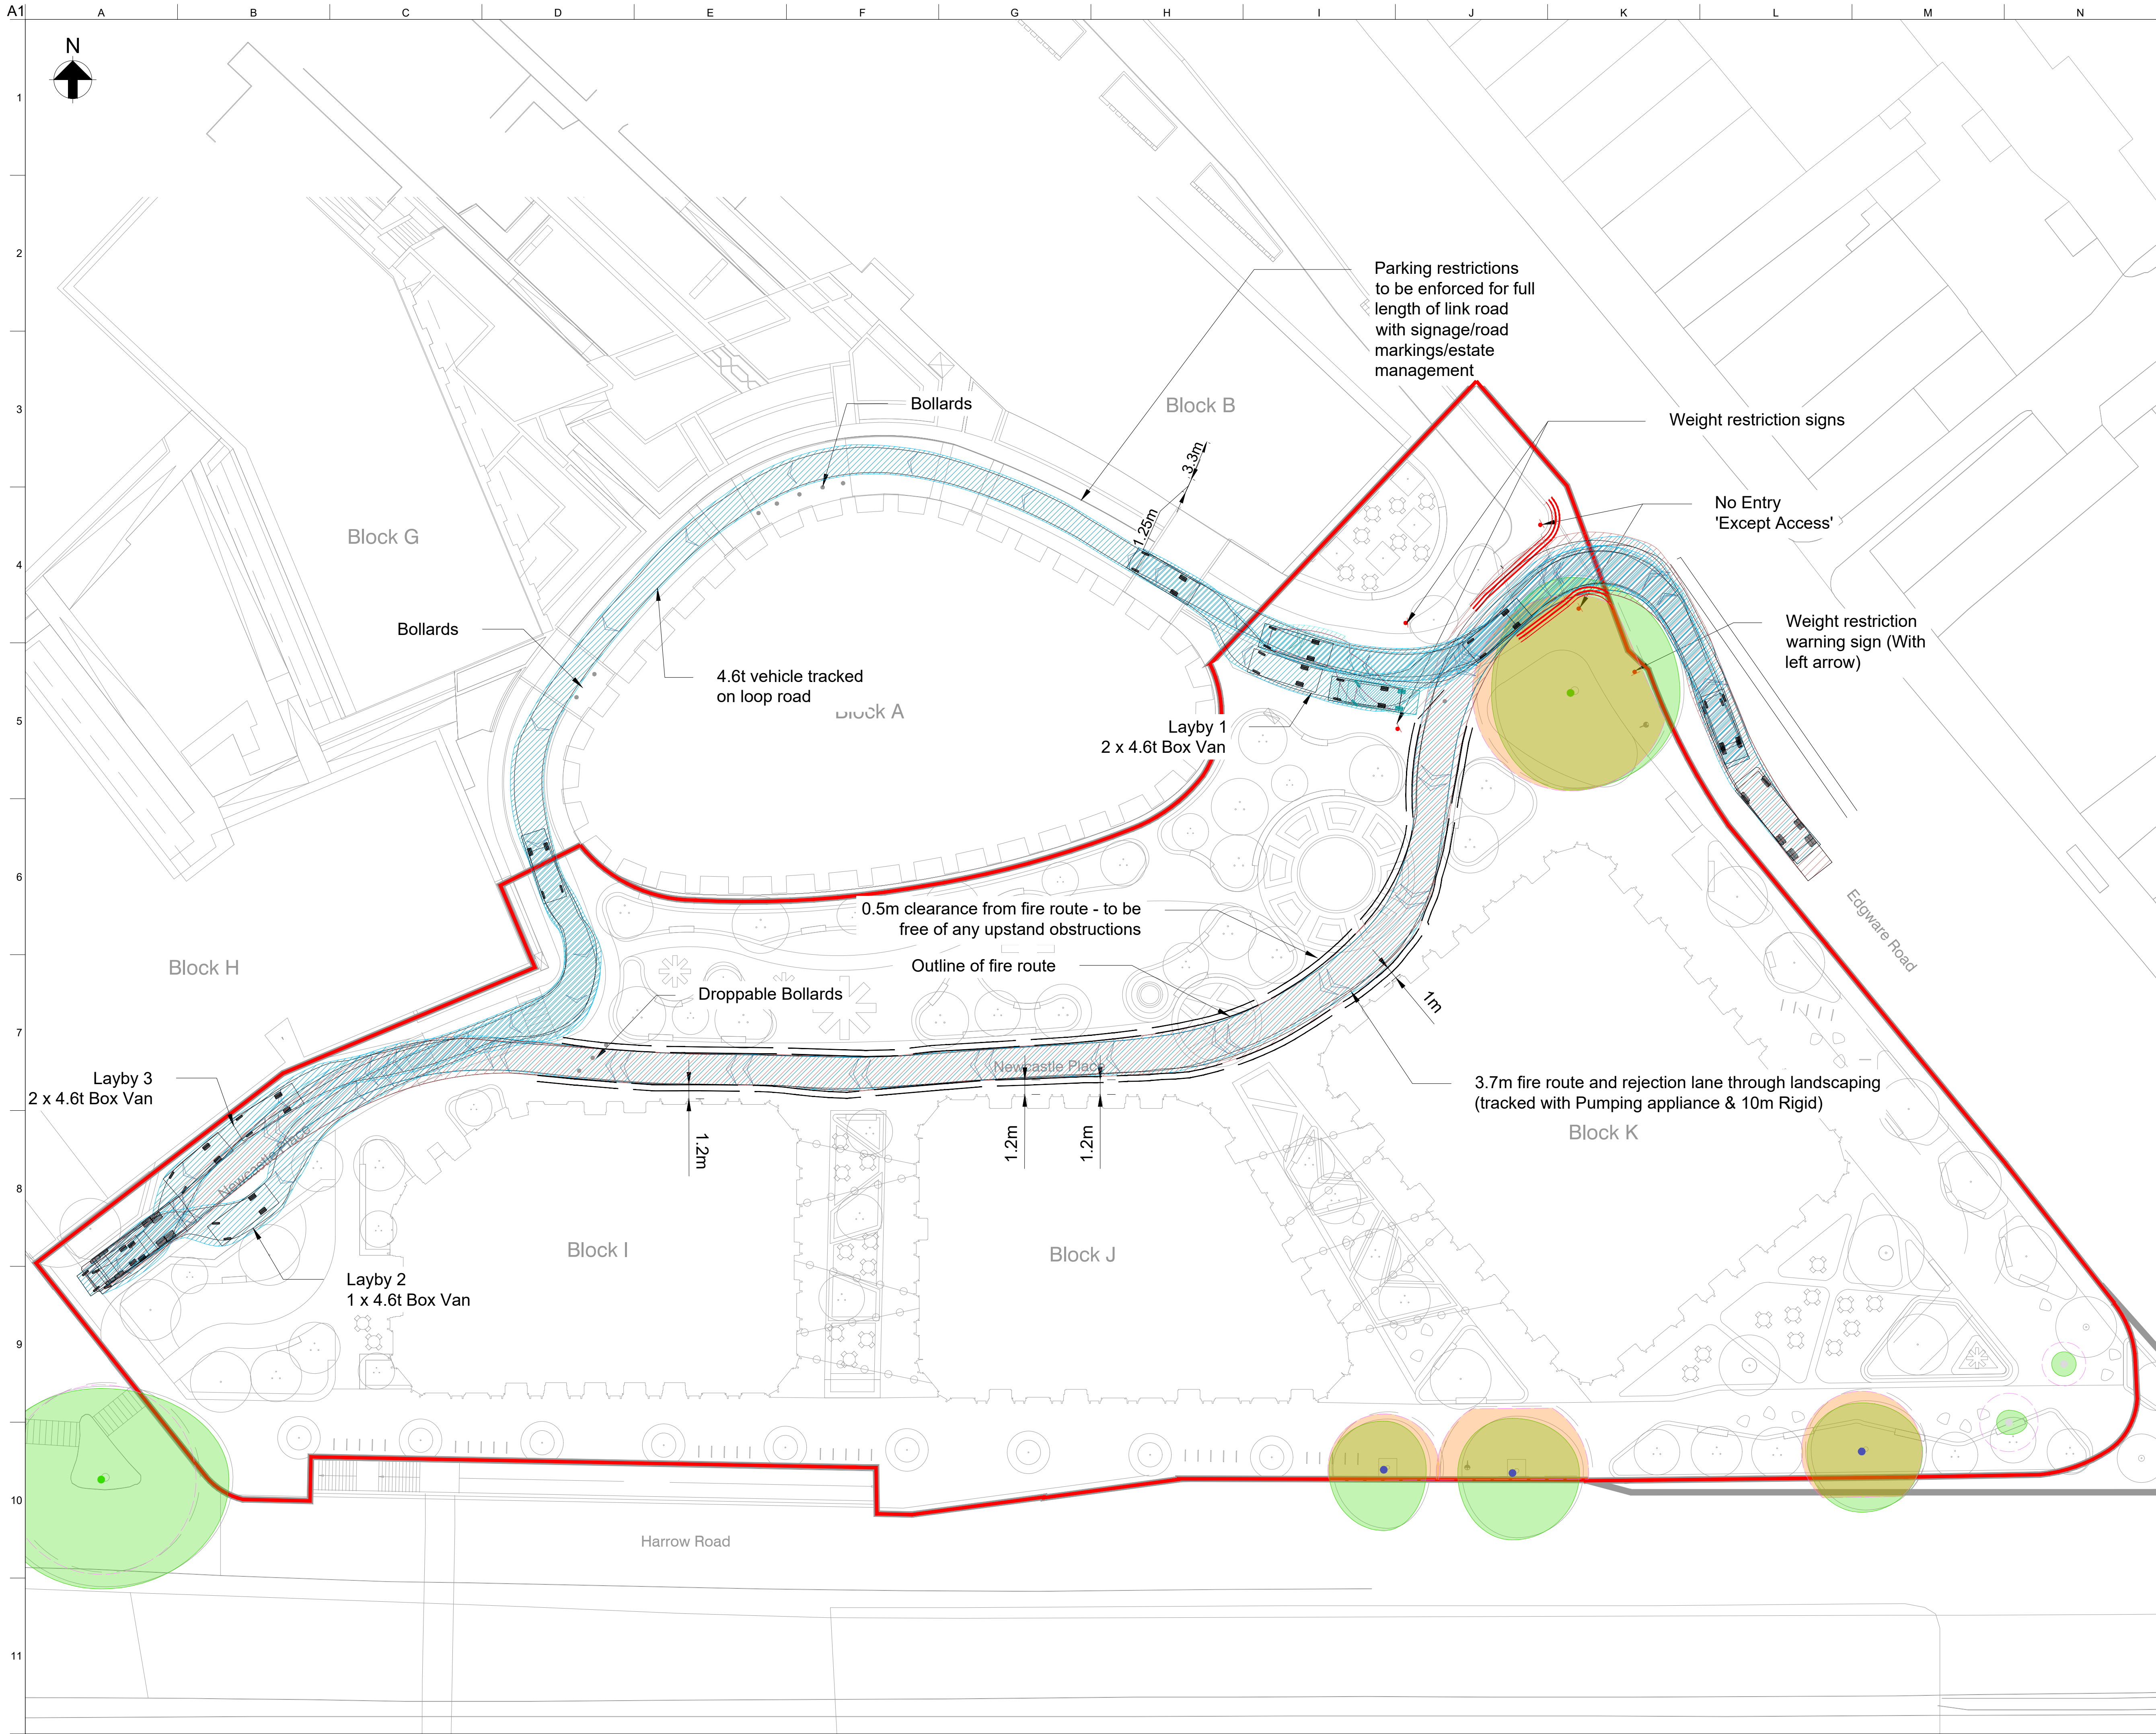 A1
A B C D E F G H I J K L M N
N
1
2
3
4
5
6
7
8
9
10
11
Parking restrictions
to be enforced for full
length of link road
with signage/road
markings/estate
management
Block B
Bollards
Weight restriction signs
3.3m
1.25m
No Entry
'Except Access'
Block G
Bollards
Weight restriction
warning sign (With
left arrow)
4.6t vehicle tracked
on loop road
Block A
Layby 1
2 x 4.6t Box Van
0.5m clearance from fire route - to be
free of any upstand obstructions
Edgware Road
Block H
Outline of fire route
Droppable Bollards
1m
Newcastle Place
Layby 3
2 x 4.6t Box Van
3.7m fire route and rejection lane through landscaping
(tracked with Pumping appliance & 10m Rigid)
Block K
1.2m
1.2m
1.2m
Newcastle Place
Block I
Block J
Layby 2
1 x 4.6t Box Van
Harrow Road